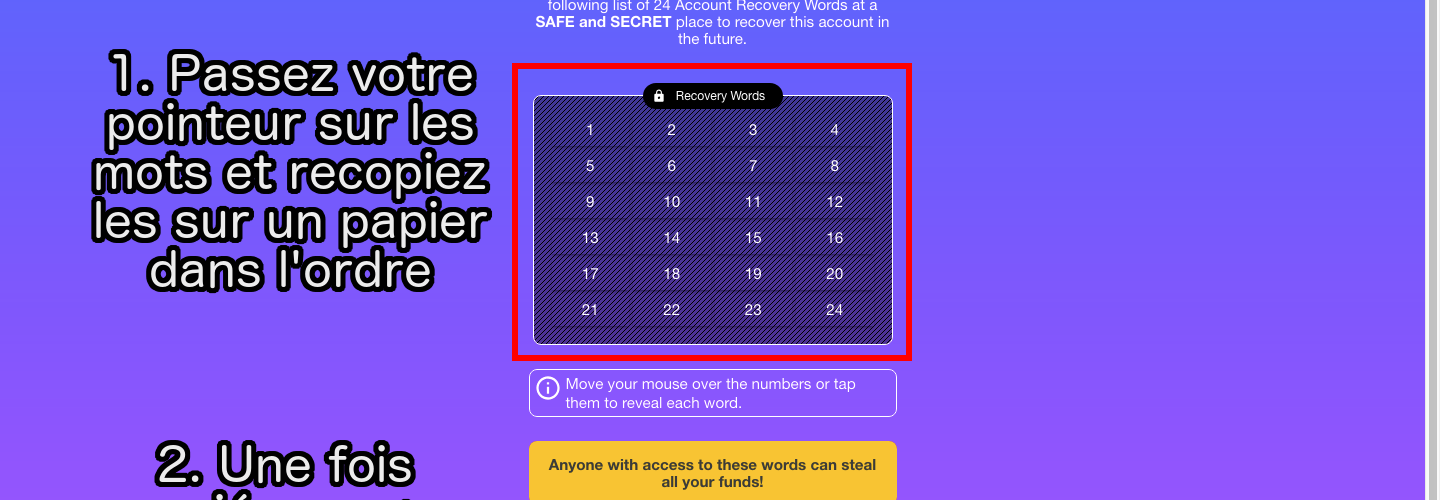 following list of 24 Account Recovery Words at a
SAFE and SECRET place to recover this account in
the future.
1. Passez votre
pointeur sur les
mots et recopiez
les sur un papier
dans l'ordre
Recovery Words
1 2 3 4
5 6 7 8
9 10 11 12
13 14 15 16
17 18 19 20
21 22 23 24
Move your mouse over the numbers or tap
them to reveal each word.
2. Une fois
Anyone with access to these words can steal
all your funds!